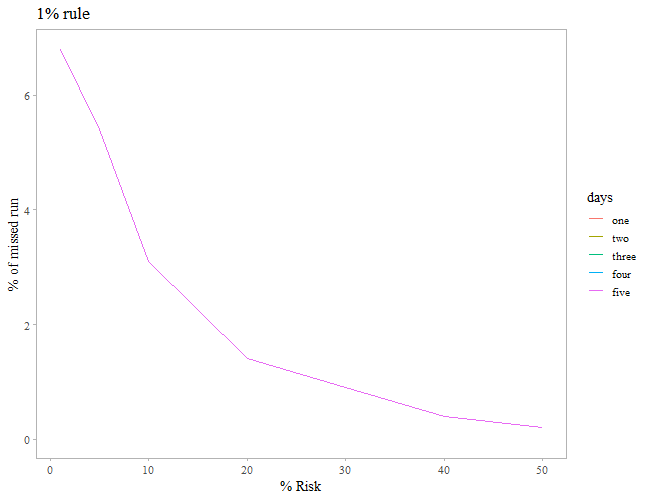 1% rule
% of missed run
6
4
2
0
0 10 20 30 40 50
% Risk
days
one
two
three
four
five